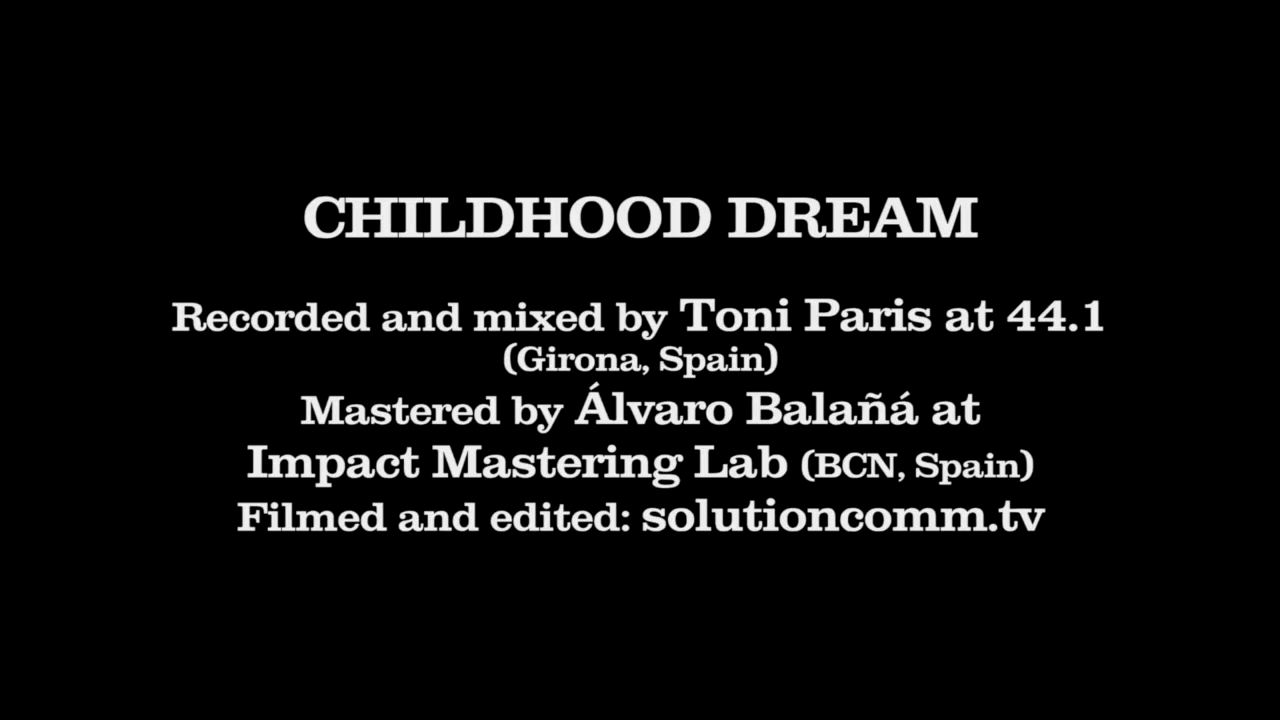 CHILDHOOD DREAM
Recorded and mixed by Toni Paris at 44.1
(Girona, Spain)
Mastered by Álvaro Balañá at
Impact Mastering Lab (BCN, Spain)
Filmed and edited: solutioncomm.tv